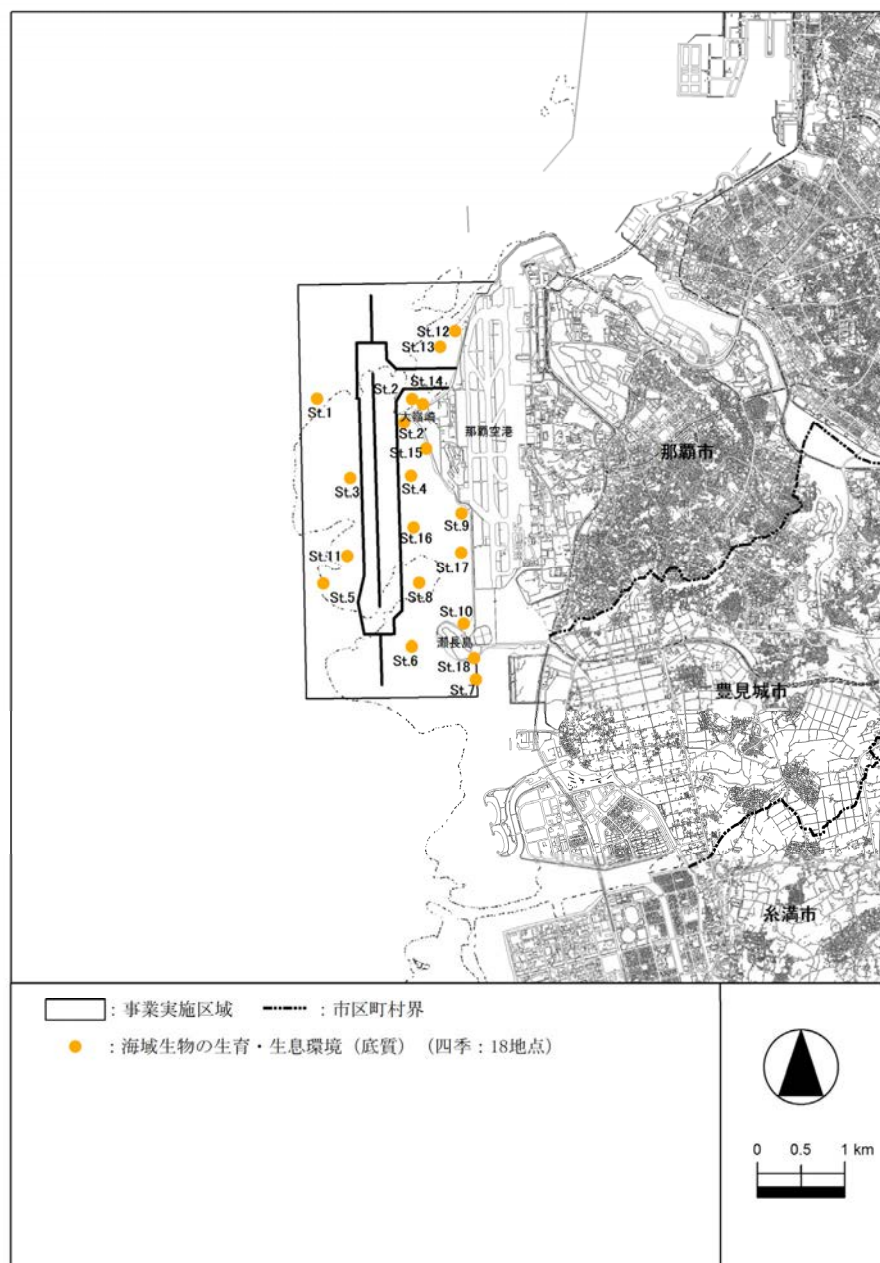 St.12
St.13
St.2
St.14
St.1
大嶺崎
St.2'
那覇空港
St.15
那覇市
St.3
St.4
St.9
St.16
St.11
St.17
St.5
St.8
St.10
瀬長島
St.6
St.18
St.7
豊見城市
糸満市
：事業実施区域
：市区町村界
：海域生物の生育・生息環境（底質）（四季：18地点）
0 0.5 1 km